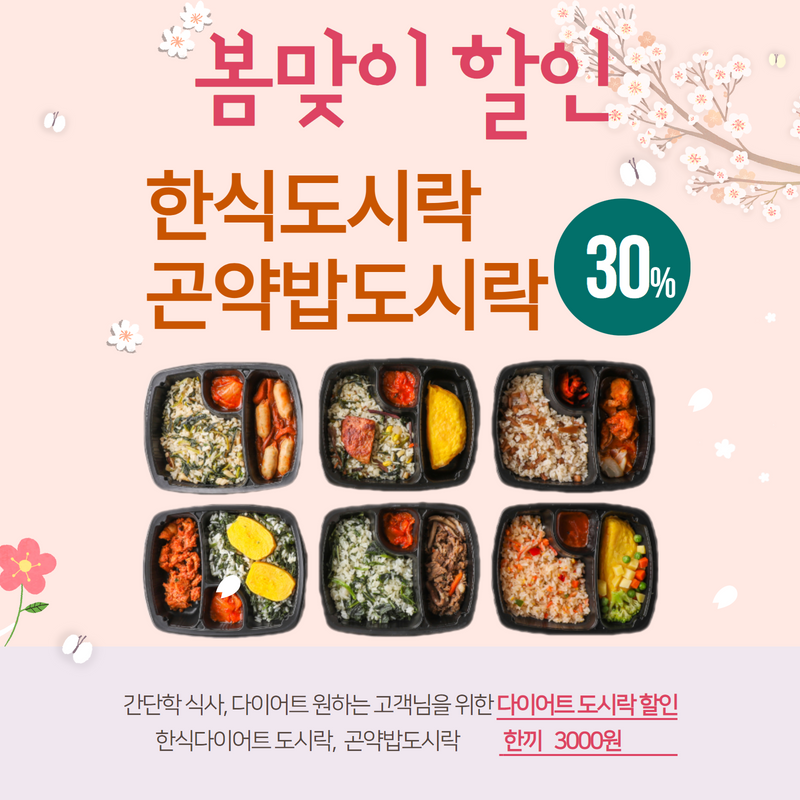 봄맞이 할인
한식도시락
곤약밥도시락
30%
간단학 식사, 다이어트 원하는 고객님을 위한 다이어트 도시락 할인
한식다이어트 도시락, 곤약밥도시락 한끼 3000원